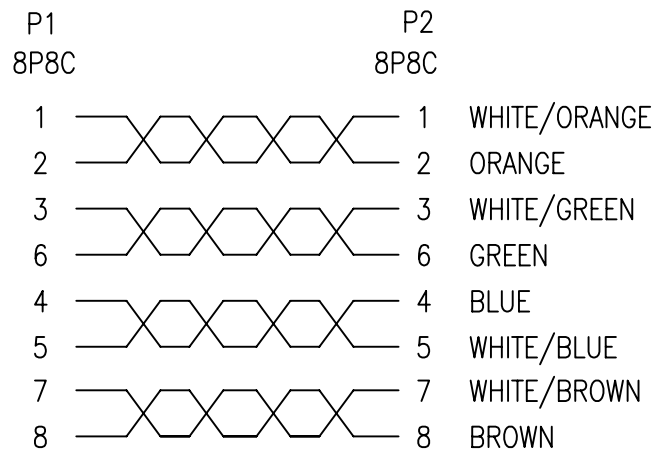 P1 P2
8P8C 8P8C
1 1 WHITE/ORANGE
2 2 ORANGE
3 3 WHITE/GREEN
6 6 GREEN
4 4 BLUE
5 5 WHITE/BLUE
7 7 WHITE/BROWN
8 8 BROWN